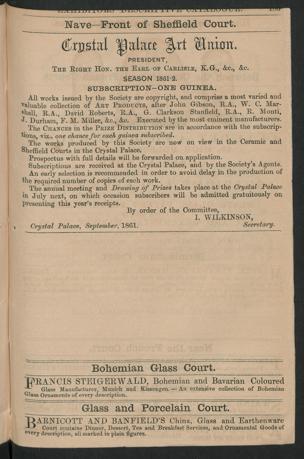 EXHIBITORS' DESCRIPTIVE CATALOGUE.
Nave—Front of Sheffield Court.
Crystal Palace Art Union.
PRESIDENT,
THE RIGHT HON. THE EARL OF CARLISLE, K.G., &c., &c.
SEASON 1861-2.
SUBSCRIPTION—ONE GUINEA.
All works issued by the Society are copyright, and comprise a most varied and
valuable collection of ART PRODUCTS, after John Gibson, R.A., W. C. Mar-
shall, R.A., David Roberts, R.A., G. Clarkson Stanfield, R.A., R. Monti,
J. Durham, F. M. Miller, &c., &c. Executed by the most eminent manufacturers.
The CHANCES in the PRIZE DISTRIBUTION are in accordance with the subscrip-
tions, viz., one chance for each guinea subscribed.
The works produced by this Society are now on view in the Ceramic and
Sheffield Courts in the Crystal Palace.
Prospectus with full details will be forwarded on application.
Subscriptions are received at the Crystal Palace, and by the Society's Agents.
An early selection is recommended in order to avoid delay in the production of
the required number of copies of each work.
The annual meeting and Drawing of Prizes takes place at the Crystal Palace
in July next, on which occasion subscribers will be admitted gratuitously on
presenting this year's receipts.
By order of the Committee,
I. WILKINSON,
Crystal Palace, September, 1861. Secretary.
Bohemian Glass Court.
FRANCIS STEIGERWALD, Bohemian and Bavarian Coloured
Glass Manufacturer, Munich and Kissengen.—An extensive collection of Bohemian
Glass Ornaments of every description.
Glass and Porcelain Court.
BARNICOTT AND BANFIELD'S China, Glass and Earthenware
Court contains Dinner, Dessert, Tea and Breakfast Services, and Ornamental Goods of
every description, all marked in plain figures.